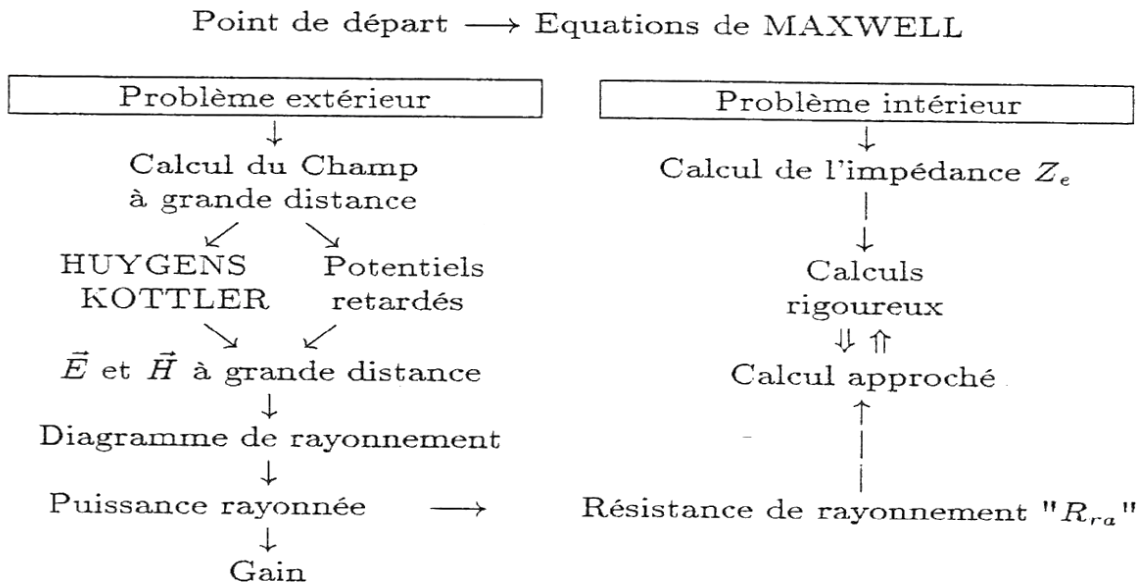 Point de départ ⟶ Equations de MAXWELL
Problème extérieur
↓
Calcul du Champ
à grande distance
↙ ↘
HUYGENS Potentiels
KOTTLER retardés
↘ ↙
E⃗ et H⃗ à grande distance
↓
Diagramme de rayonnement
↓
Puissance rayonnée ⟶
↓
Gain
Problème intérieur
↓
Calcul de l'impédance Z_e
↓
Calculs
rigoureux
⇓ ⇑
Calcul approché
↑
Résistance de rayonnement "R_{ra}"